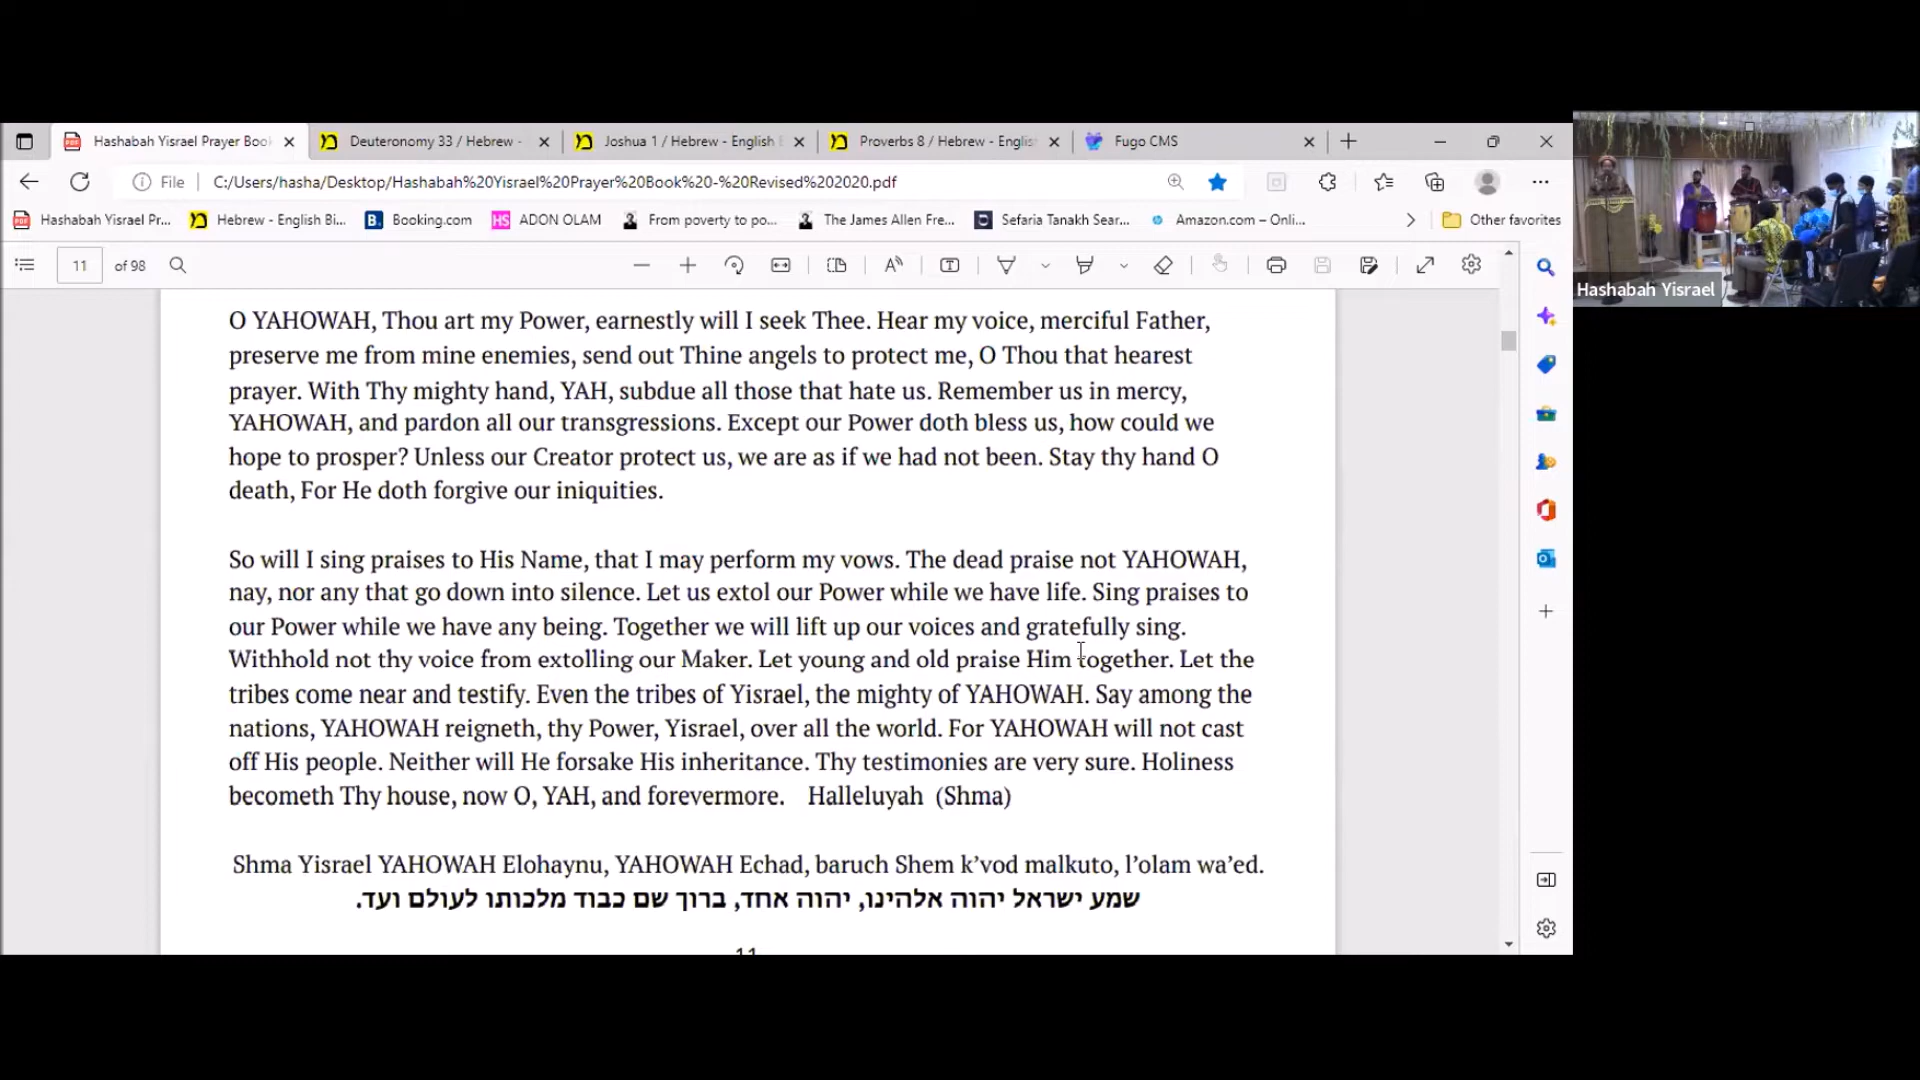 Hashabah Yisrael Prayer Boo
Deuteronomy 33 / Hebrew -
Joshua 1 / Hebrew - English
Proverbs 8 / Hebrew - Englis
Fugo CMS
File
C:/Users/hasha/Desktop/Hashabah%20Yisrael%20Prayer%20Book%20-%20Revised%202020.pdf
Hashabah Yisrael Pr...
Hebrew - English Bi...
Booking.com
ADON OLAM
From poverty to po...
The James Allen Fre...
Sefaria Tanakh Sear...
Amazon.com – Onli...
Other favorites
11 of 98
Hashabah Yisrael
O YAHOWAH, Thou art my Power, earnestly will I seek Thee. Hear my voice, merciful Father,
preserve me from mine enemies, send out Thine angels to protect me, O Thou that hearest
prayer. With Thy mighty hand, YAH, subdue all those that hate us. Remember us in mercy,
YAHOWAH, and pardon all our transgressions. Except our Power doth bless us, how could we
hope to prosper? Unless our Creator protect us, we are as if we had not been. Stay thy hand O
death, For He doth forgive our iniquities.
So will I sing praises to His Name, that I may perform my vows. The dead praise not YAHOWAH,
nay, nor any that go down into silence. Let us extol our Power while we have life. Sing praises to
our Power while we have any being. Together we will lift up our voices and gratefully sing.
Withhold not thy voice from extolling our Maker. Let young and old praise Him together. Let the
tribes come near and testify. Even the tribes of Yisrael, the mighty of YAHOWAH. Say among the
nations, YAHOWAH reigneth, thy Power, Yisrael, over all the world. For YAHOWAH will not cast
off His people. Neither will He forsake His inheritance. Thy testimonies are very sure. Holiness
becometh Thy house, now O, YAH, and forevermore. Halleluyah (Shma)
Shma Yisrael YAHOWAH Elohaynu, YAHOWAH Echad, baruch Shem k’vod malkuto, l’olam wa’ed.
שמע ישראל יהוה אלהינו, יהוה אחד, ברוך שם כבוד מלכותו לעולם ועד.
11